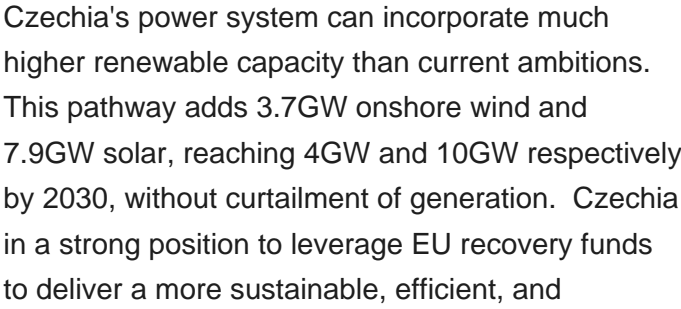 Czechia's power system can incorporate much
higher renewable capacity than current ambitions.
This pathway adds 3.7GW onshore wind and
7.9GW solar, reaching 4GW and 10GW respectively
by 2030, without curtailment of generation.  Czechia
in a strong position to leverage EU recovery funds
to deliver a more sustainable, efficient, and